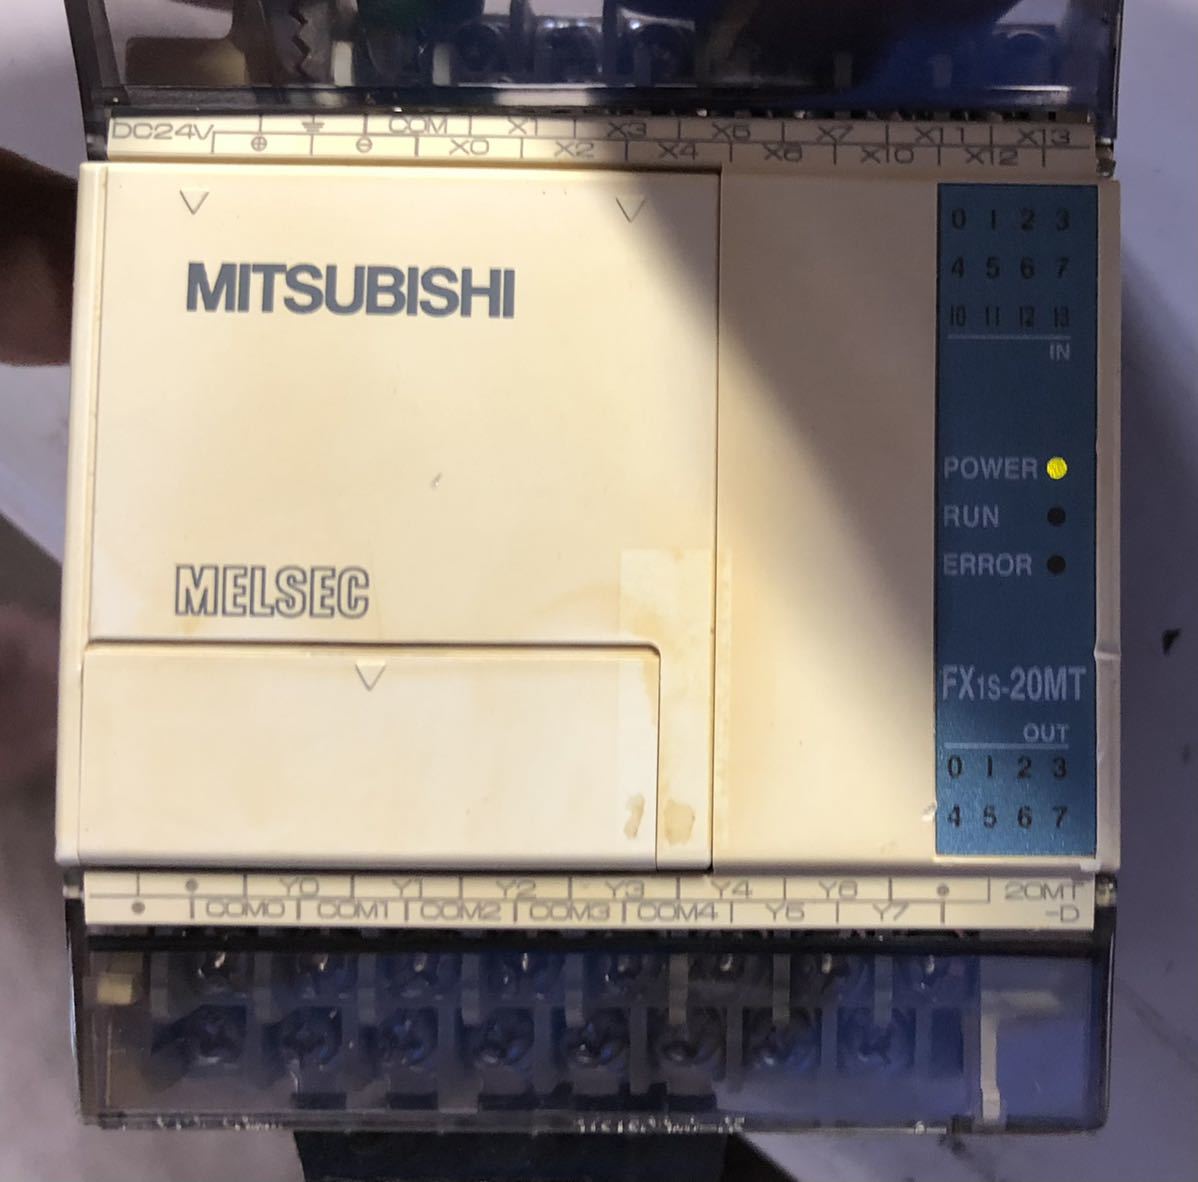 DC24V COM X1 X3 X5 X7 X11 X13
⊕ ⊖ X0 X2 X4 X6 X10 X12
MITSUBISHI
MELSEC
0 1 2 3
4 5 6 7
10 11 12 13
IN
POWER
RUN
ERROR
FX1S-20MT
OUT
0 1 2 3
4 5 6 7
Y0 Y1 Y2 Y3 Y4 Y6 20MT
COM0 COM1 COM2 COM3 COM4 Y5 Y7 -D